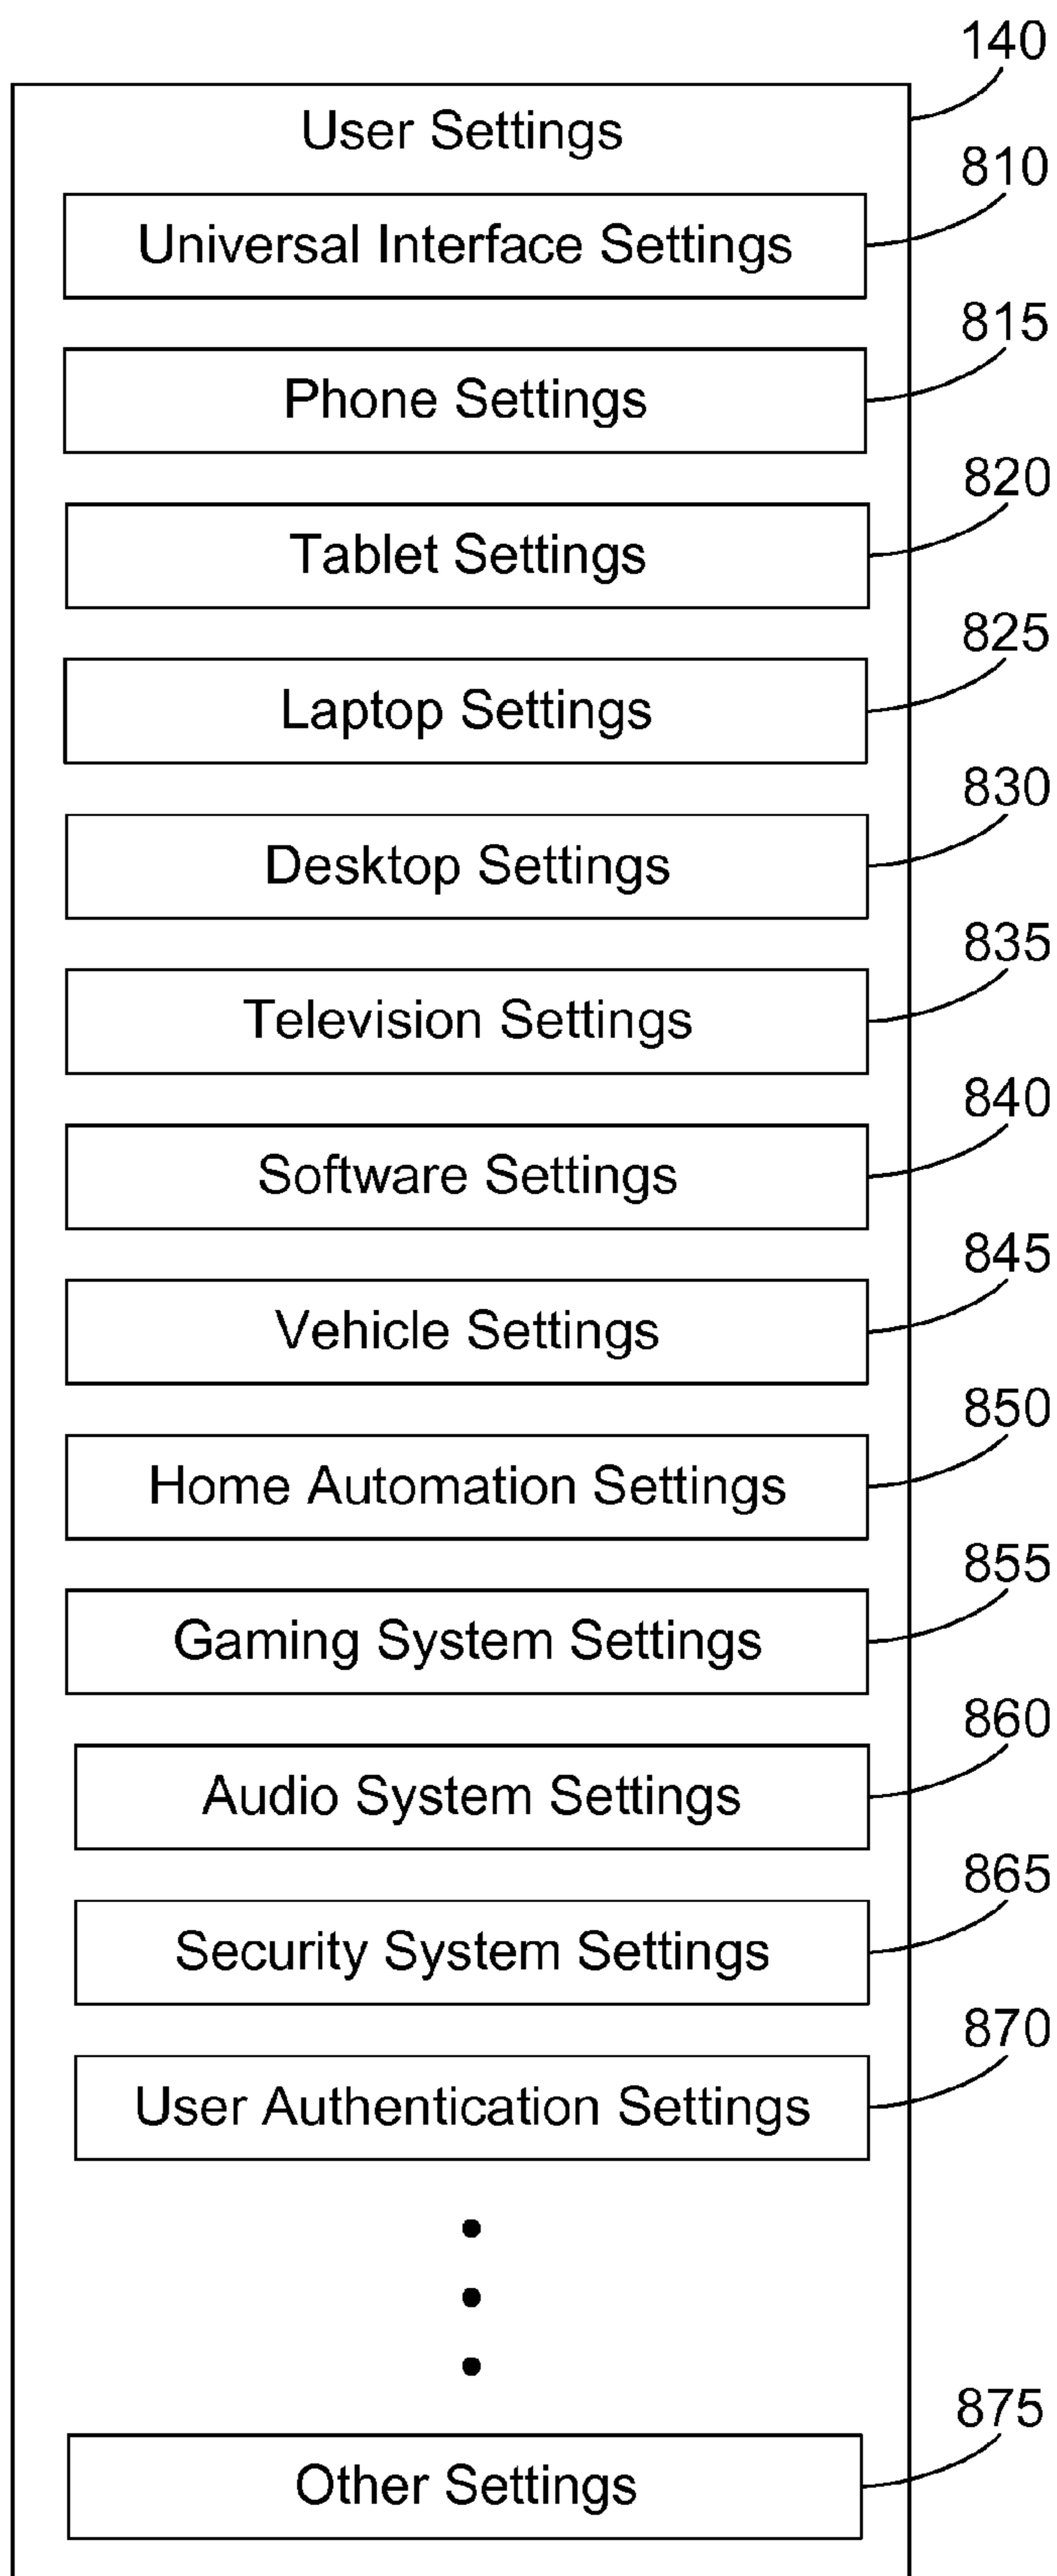 140
User Settings
810
Universal Interface Settings
815
Phone Settings
820
Tablet Settings
825
Laptop Settings
830
Desktop Settings
835
Television Settings
840
Software Settings
845
Vehicle Settings
850
Home Automation Settings
855
Gaming System Settings
860
Audio System Settings
865
Security System Settings
870
User Authentication Settings
875
Other Settings